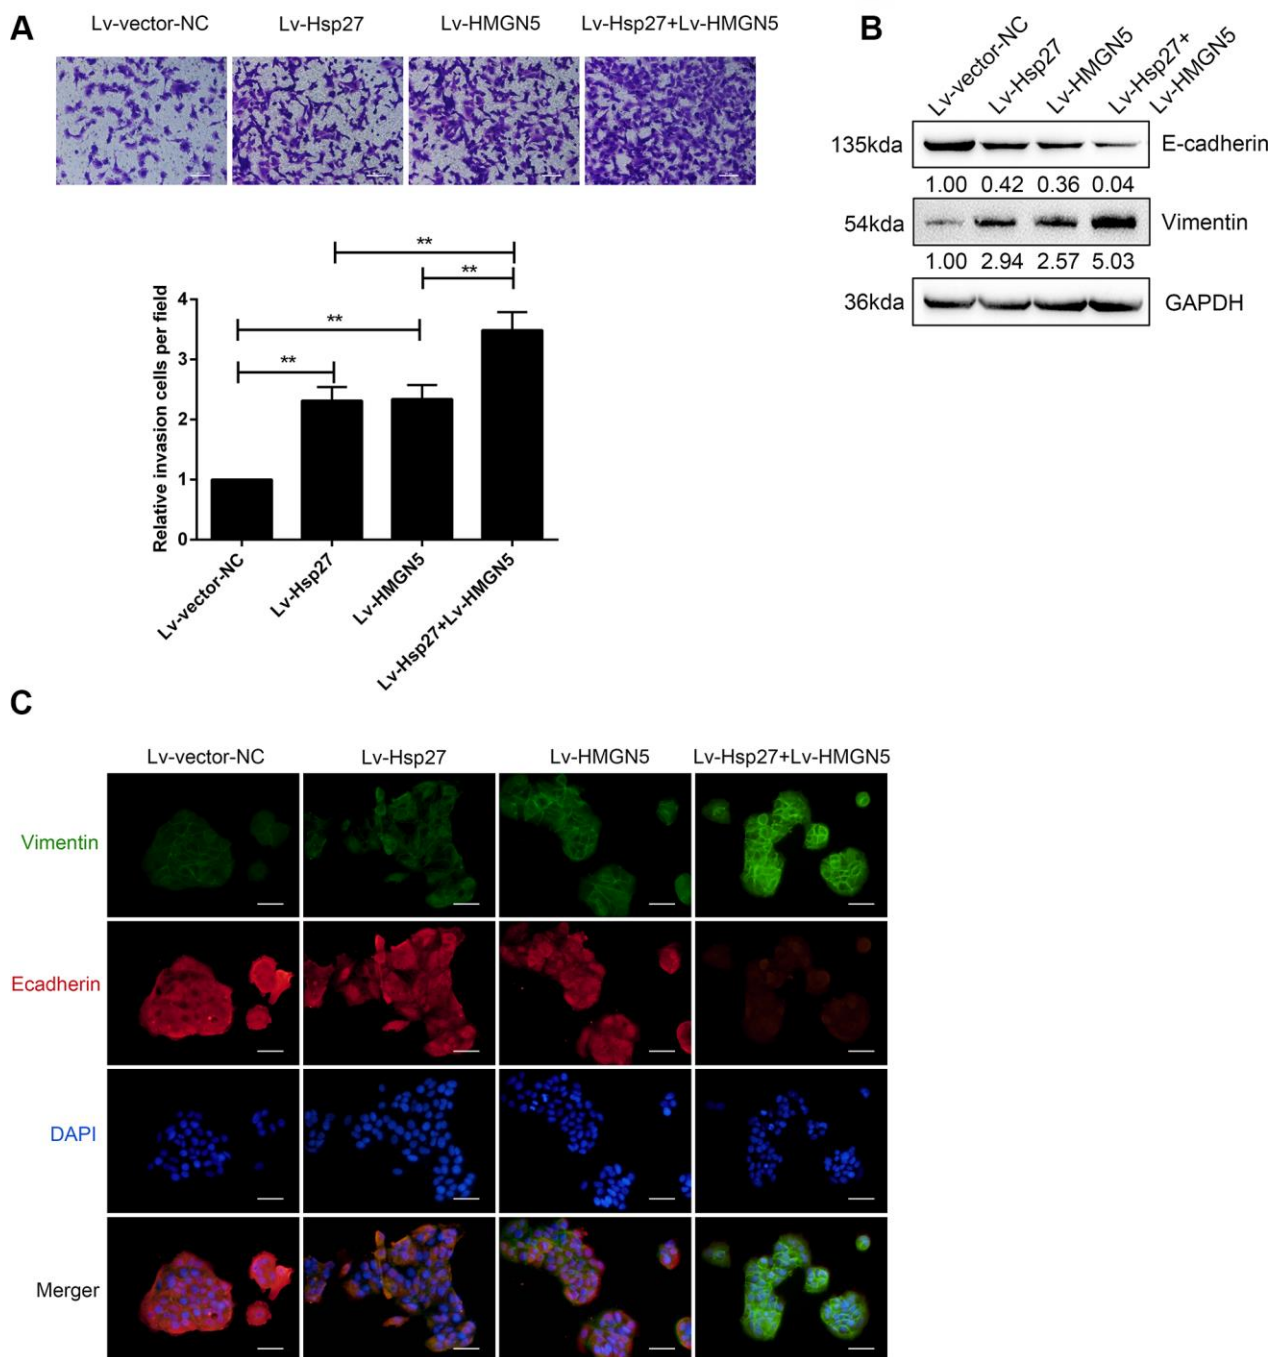 A
Lv-vector-NC Lv-Hsp27 Lv-HMGN5 Lv-Hsp27+Lv-HMGN5
**
**
**
**
Relative invasion cells per field
4
3
2
1
0
Lv-vector-NC
Lv-Hsp27
Lv-HMGN5
Lv-Hsp27+Lv-HMGN5
B
Lv-vector-NC
Lv-Hsp27
Lv-HMGN5
Lv-Hsp27+
Lv-HMGN5
135kda E-cadherin
1.00 0.42 0.36 0.04
54kda Vimentin
1.00 2.94 2.57 5.03
36kda GAPDH
C
Lv-vector-NC Lv-Hsp27 Lv-HMGN5 Lv-Hsp27+Lv-HMGN5
Vimentin
Ecadherin
DAPI
Merger